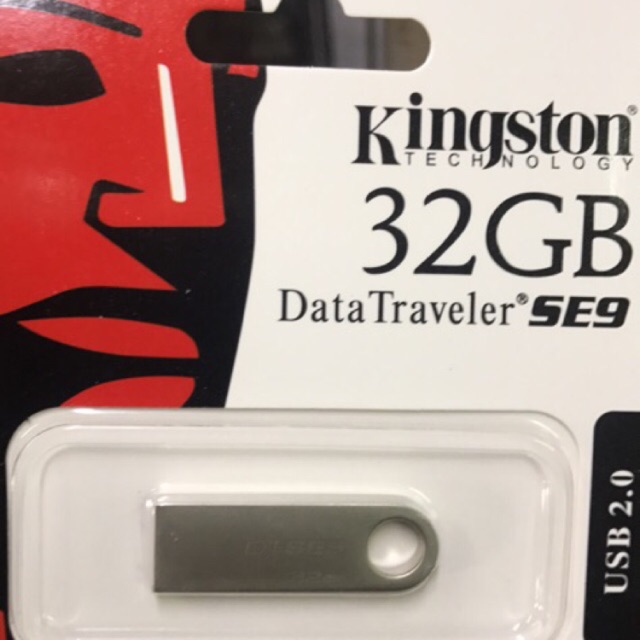 Kingston®
TECHNOLOGY
32GB
DataTraveler® SE9
USB 2.0